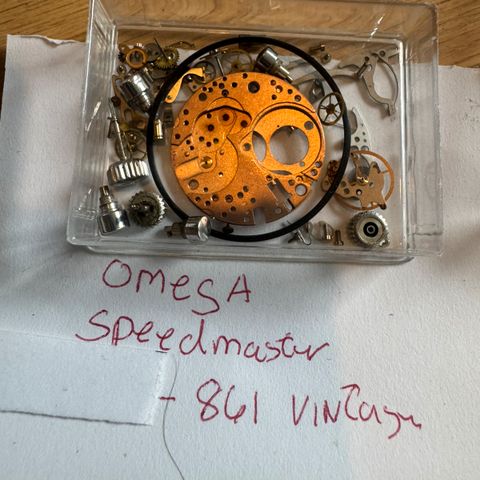 OmegA
Speedmaster
- 861 VINTage